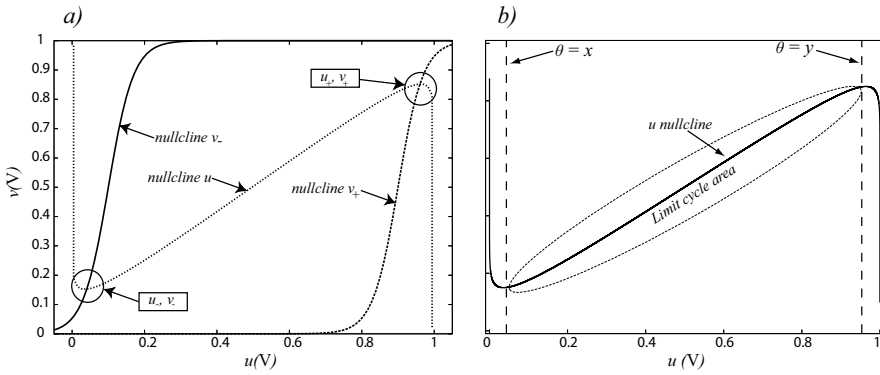 a)
1
0.9
0.8
0.7
0.6
0.5
0.4
0.3
0.2
0.1
0
v(V)
0 0.2 0.4 0.6 0.8 1
u(V)
nullcline v-
nullcline u
nullcline v+
u+, v+
u-, v-
b)
θ = x
θ = y
u nullcline
Limit cycle area
0 0.2 0.4 0.6 0.8 1
u (V)